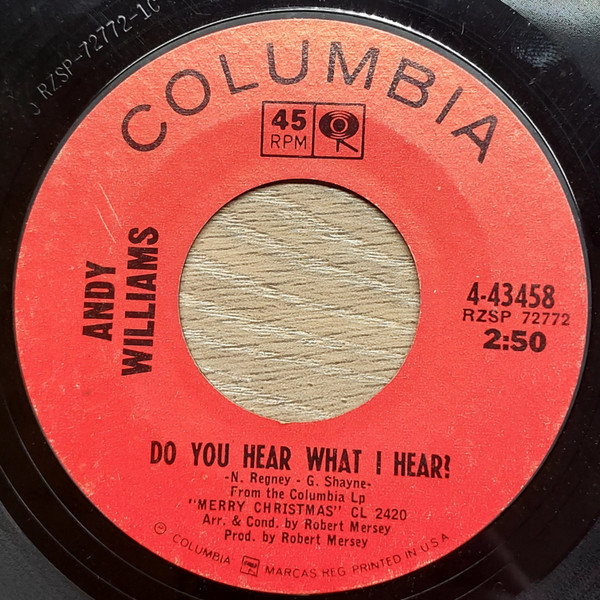 J RZSP-72772-1C
COLUMBIA
45
RPM
ANDY
WILLIAMS
4-43458
RZSP 72772
2:50
DO YOU HEAR WHAT I HEAR?
-N. Regney - G. Shayne-
From the Columbia Lp
"MERRY CHRISTMAS" CL 2420
Arr. & Cond. by Robert Mersey
Prod. by Robert Mersey
© COLUMBIA MARCAS REG. PRINTED IN U.S.A